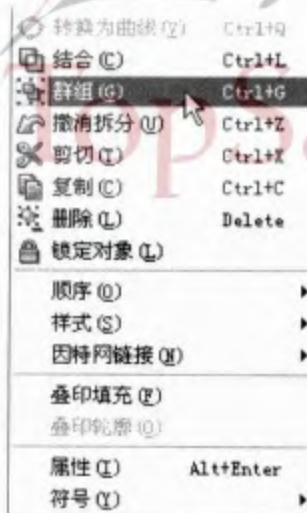 转换为曲线(V) Ctrl+Q
结合(C) Ctrl+L
群组(G) Ctrl+G
撤消拆分(U) Ctrl+Z
剪切(T) Ctrl+X
复制(C) Ctrl+C
删除(L) Delete
锁定对象(L)
顺序(O)
样式(S)
因特网链接(N)
叠印填充(F)
叠印轮廓(O)
属性(I) Alt+Enter
符号(Y)